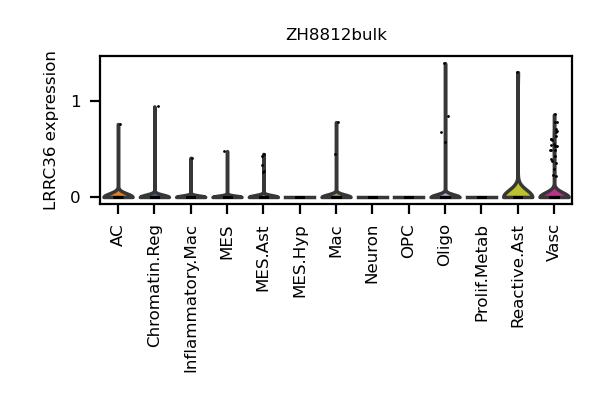 ZH8812bulk
LRRC36 expression
1
0
AC
Chromatin.Reg
Inflammatory.Mac
MES
MES.Ast
MES.Hyp
Mac
Neuron
OPC
Oligo
Prolif.Metab
Reactive.Ast
Vasc